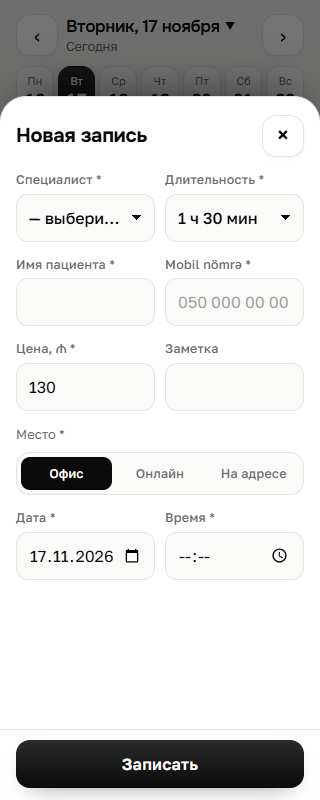 Вторник, 17 ноября
Сегодня
Пн Вт Ср Чт Пт Сб Вс
Новая запись
Специалист * Длительность *
— выбери... 1 ч 30 мин
Имя пациента * Mobil nömrə *
050 000 00 00
Цена, ₼ * Заметка
130
Место *
Офис Онлайн На адресе
Дата * Время *
17.11.2026 --:--
Записать